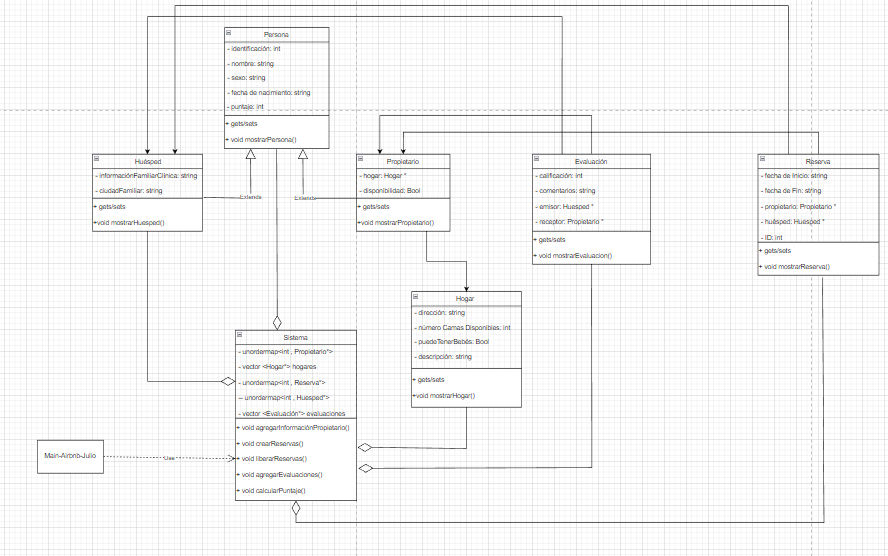 Persona
- identificación: int
- nombre: string
- sexo: string
- fecha de nacimiento: string
- puntaje: int
+ gets/sets
+ void mostrarPersona()
Huésped
- informaciónFamiliarClínica: string
- ciudadFamiliar: string
+ gets/sets
+void mostrarHuesped()
Extends
Extends
Propietario
- hogar: Hogar *
- disponibilidad: Bool
+ gets/sets
+void mostrarPropietario()
Evaluación
- calificación: int
- comentarios: string
- emisor: Huesped *
- receptor: Propietario *
+ gets/sets
+ void mostrarEvaluacion()
Reserva
- fecha de Inicio: string
- fecha de Fin: string
- propietario: Propietario *
- huésped: Huesped *
- ID: int
+ gets/sets
+ void mostrarReserva()
Hogar
- dirección: string
- número Camas Disponibles: int
- puedeTenerBebés: Bool
- descripción: string
+ gets/sets
+void mostrarHogar()
Sistema
- unordermap<int , Propietario*>
- vector <Hogar*> hogares
- unordermap<int , Reserva*>
-- unordermap<int , Huesped*>
- vector <Evaluación*> evaluaciones
+ void agregarInformaciónPropietario()
+ void crearReservas()
+ void liberarReservas()
+ void agregarEvaluaciones()
+ void calcularPuntaje()
Main-Airbnb-Julio
Use